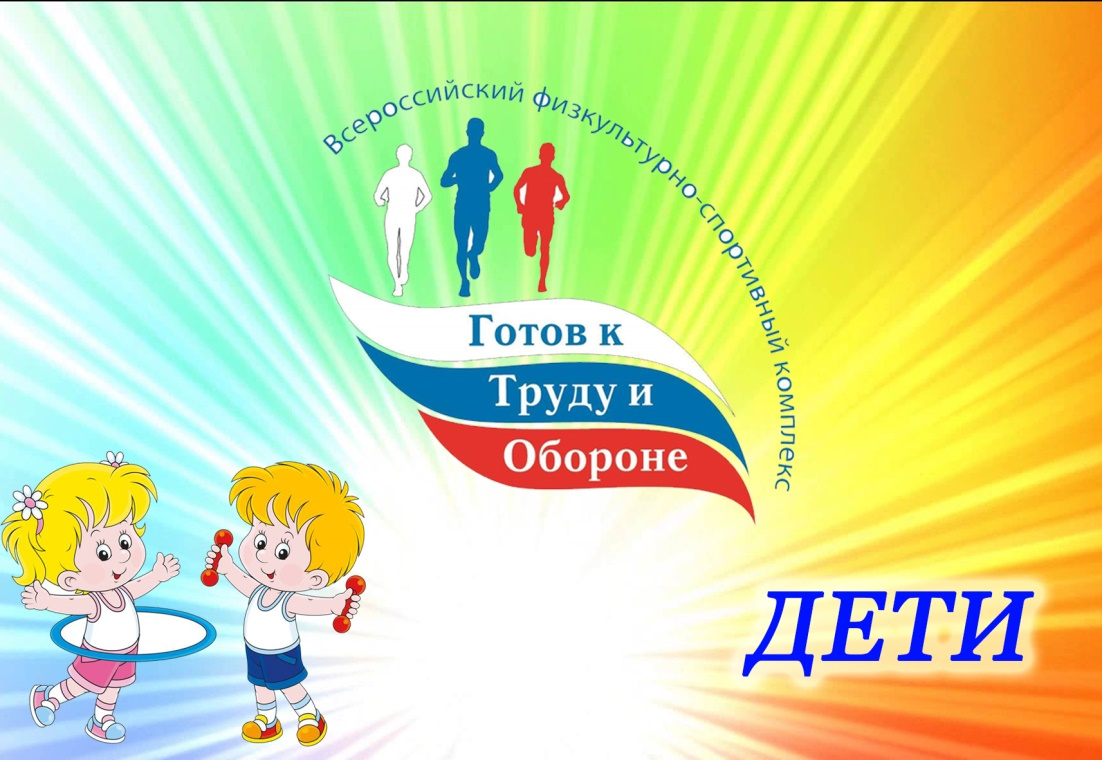 Всероссийский физкультурно-спортивный комплекс
Готов к
Труду и
Обороне
ДЕТИ